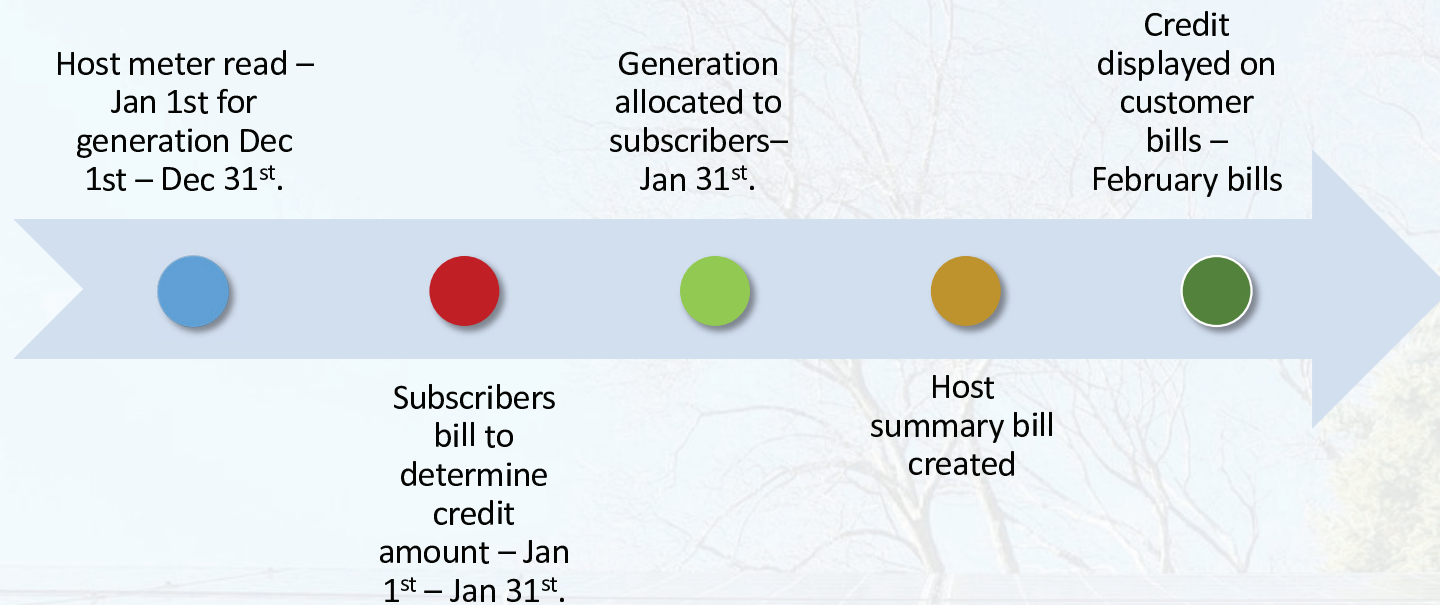 Host meter read –
Jan 1st for
generation Dec
1st – Dec 31st.
Subscribers
bill to
determine
credit
amount – Jan
1st – Jan 31st.
Generation
allocated to
subscribers–
Jan 31st.
Host
summary bill
created
Credit
displayed on
customer
bills –
February bills